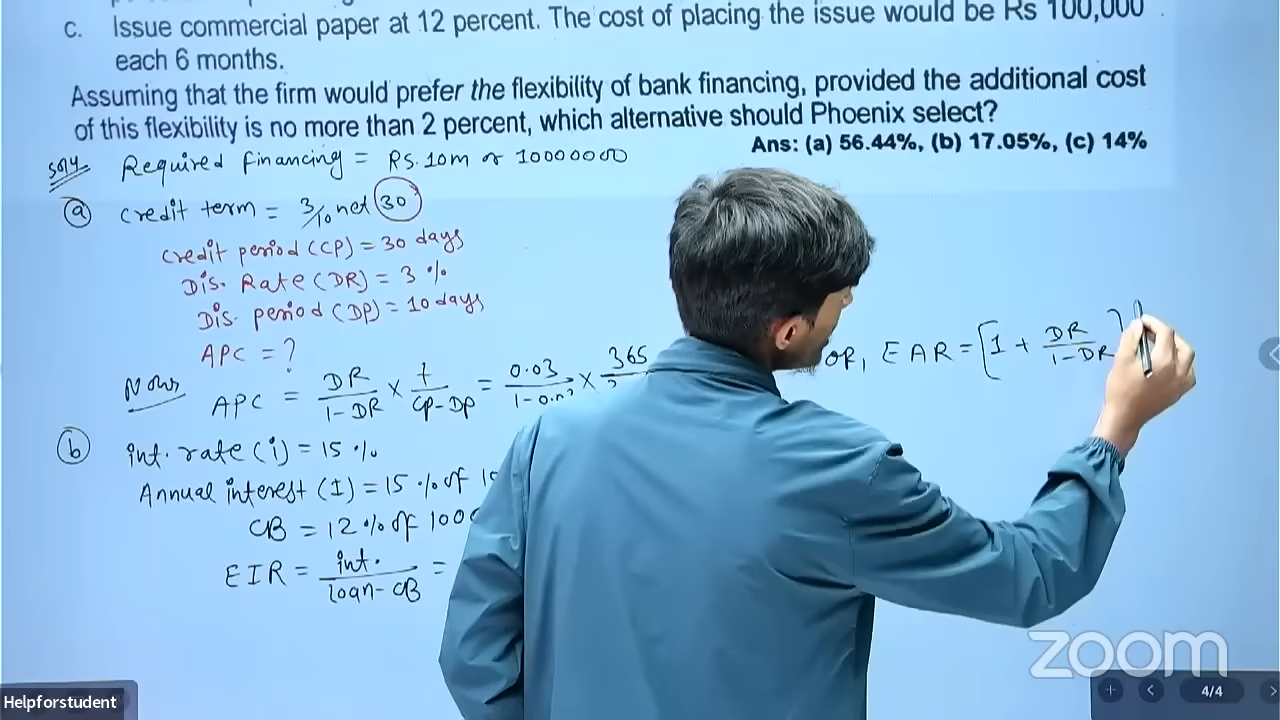 c. Issue commercial paper at 12 percent. The cost of placing the issue would be Rs 100,000
each 6 months.
Assuming that the firm would prefer the flexibility of bank financing, provided the additional cost
of this flexibility is no more than 2 percent, which alternative should Phoenix select?
Ans: (a) 56.44%, (b) 17.05%, (c) 14%
Soln Required financing = Rs. 10m or 10000000
(a) credit term = 3/10 net 30
credit period (CP) = 30 days
Dis. Rate (DR) = 3 %
Dis. period (DP) = 10 days
APC = ?
Now
APC = DR/1-DR × t/CP-DP = 0.03/1-0.0 × 365
or, EAR = [1 + DR/1-DR]
(b) int. rate (i) = 15 %
Annual interest (I) = 15 % of
CB = 12 % of
EIR = int./loan-CB =
zoom
Helpforstudent
4/4